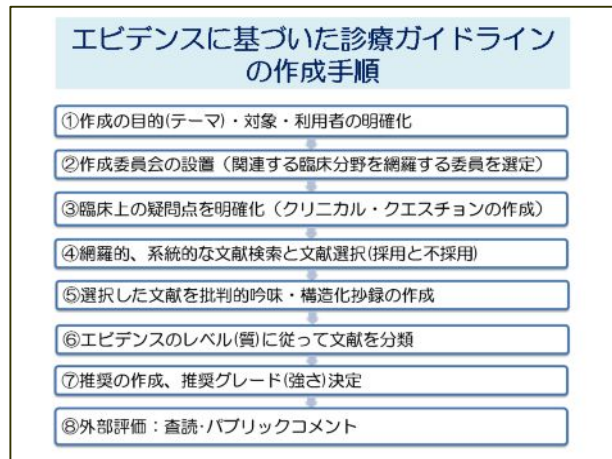 エビデンスに基づいた診療ガイドライン
の作成手順
①作成の目的(テーマ)・対象・利用者の明確化
②作成委員会の設置（関連する臨床分野を網羅する委員を選定）
③臨床上の疑問点を明確化（クリニカル・クエスチョンの作成）
④網羅的、系統的な文献検索と文献選択(採用と不採用)
⑤選択した文献を批判的吟味・構造化抄録の作成
⑥エビデンスのレベル(質)に従って文献を分類
⑦推奨の作成、推奨グレード(強さ)決定
⑧外部評価：査読･パブリックコメント